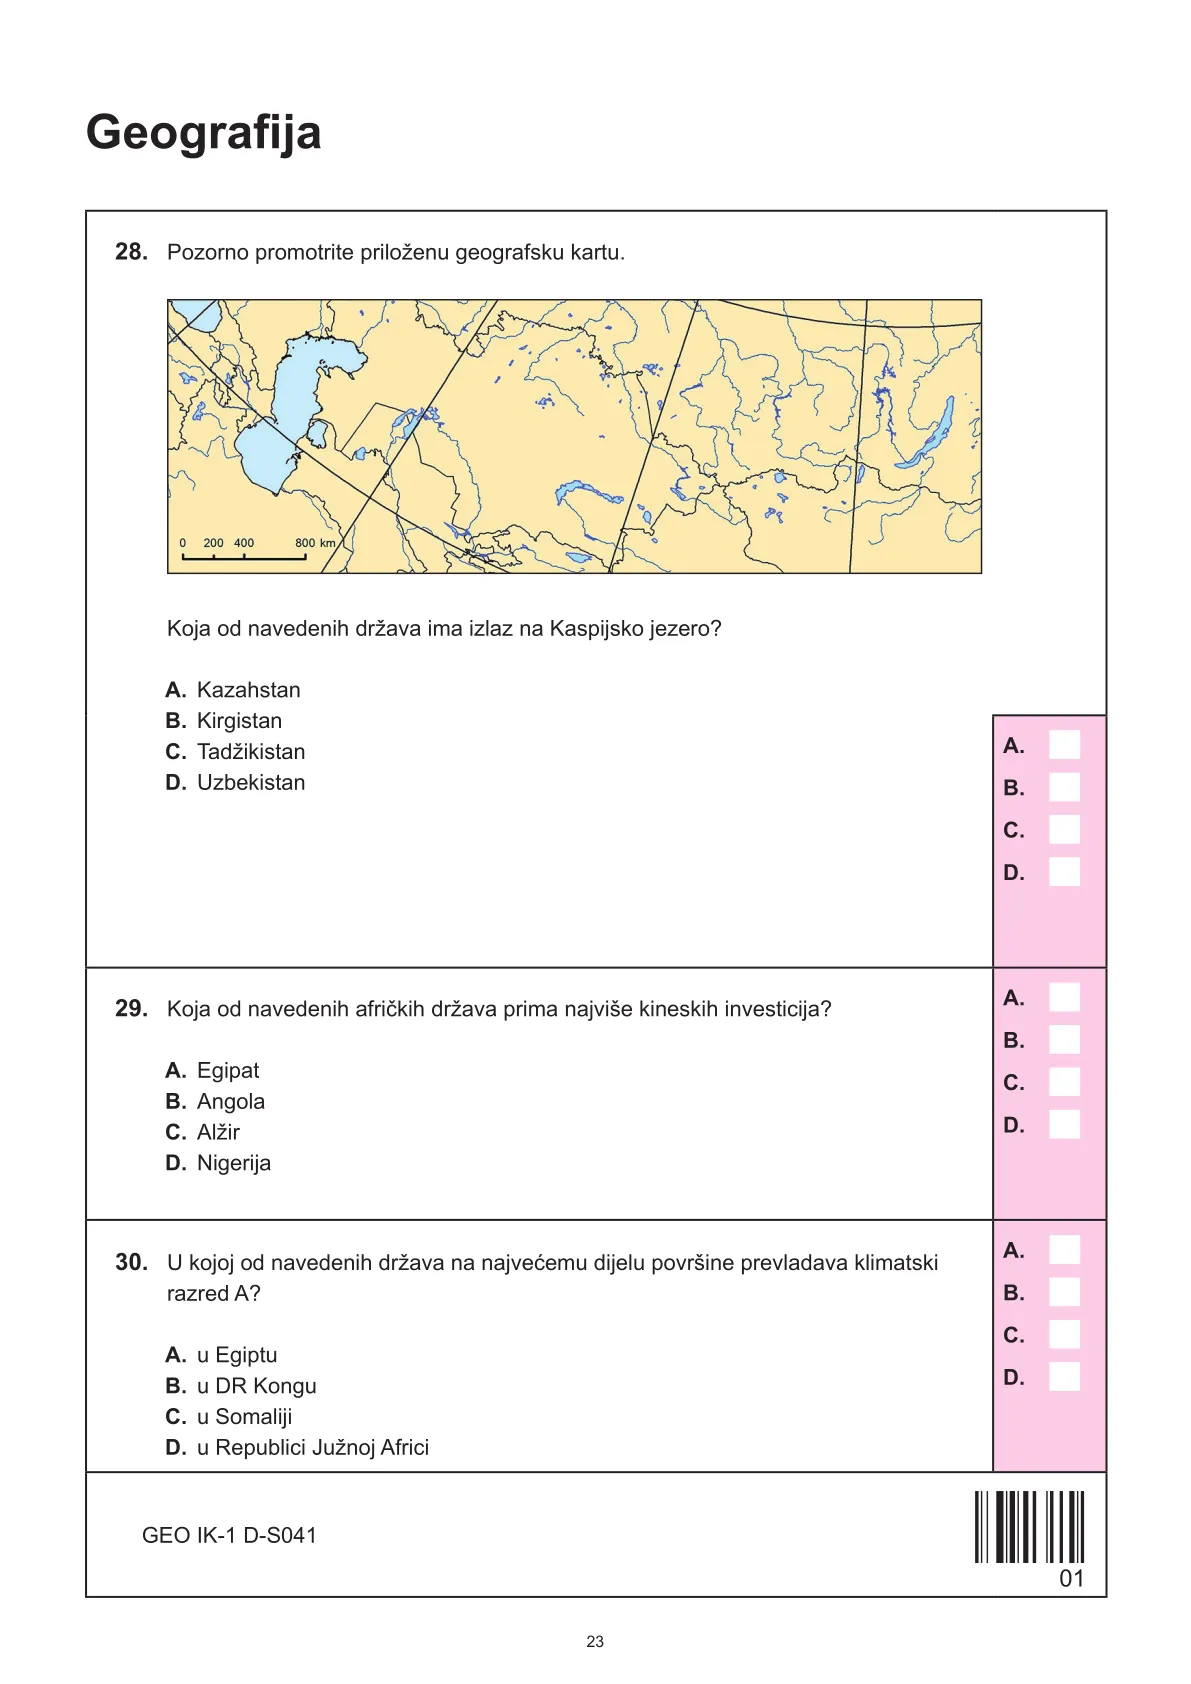 Geografija
28. Pozorno promotrite priloženu geografsku kartu.
0 200 400 800 km
Koja od navedenih država ima izlaz na Kaspijsko jezero?
A. Kazahstan
B. Kirgistan
C. Tadžikistan
D. Uzbekistan
A.
B.
C.
D.
29. Koja od navedenih afričkih država prima najviše kineskih investicija?
A. Egipat
B. Angola
C. Alžir
D. Nigerija
A.
B.
C.
D.
30. U kojoj od navedenih država na najvećemu dijelu površine prevladava klimatski
razred A?
A. u Egiptu
B. u DR Kongu
C. u Somaliji
D. u Republici Južnoj Africi
A.
B.
C.
D.
GEO IK-1 D-S041
01
23